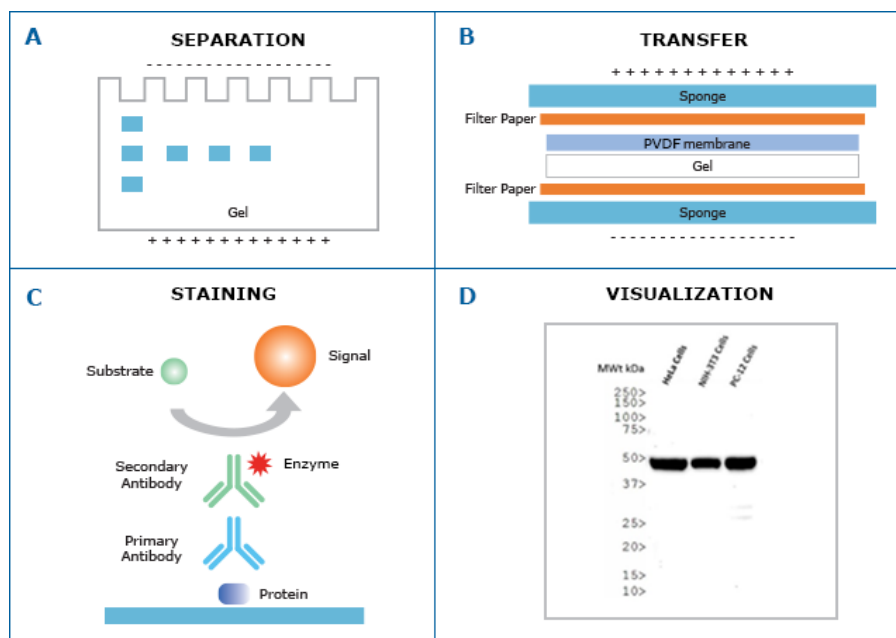 A
SEPARATION
- - - - - - - - - - - - - - - - - -
Gel
+ + + + + + + + + + + + +
B
TRANSFER
+ + + + + + + + + + + + +
Sponge
Filter Paper
PVDF membrane
Gel
Filter Paper
Sponge
- - - - - - - - - - - - - - - - - -
C
STAINING
Signal
Substrate
Enzyme
Secondary
Antibody
Primary
Antibody
Protein
D
VISUALIZATION
MWt kDa
HeLa Cells
NIH-3T3 Cells
PC-12 Cells
250>
150>
100>
75>
50>
37>
25>
20>
15>
10>